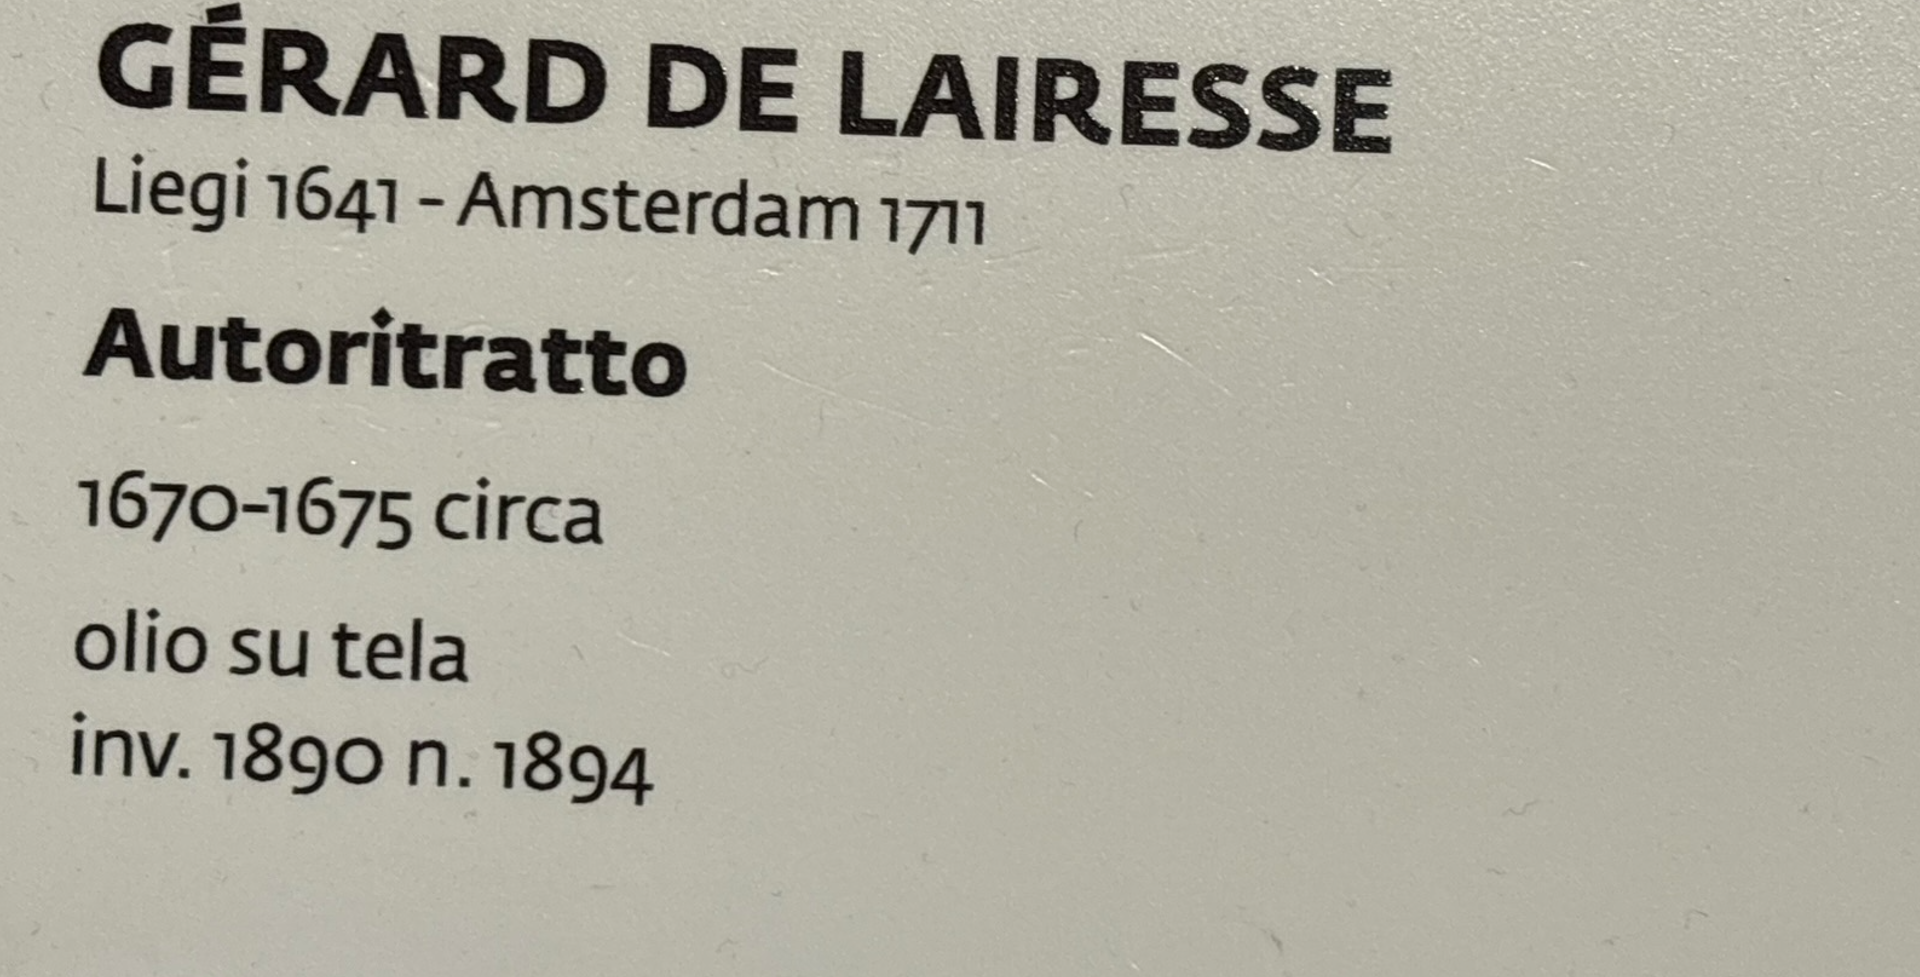 GÉRARD DE LAIRESSE
Liegi 1641 - Amsterdam 1711
Autoritratto
1670-1675 circa
olio su tela
inv. 1890 n. 1894